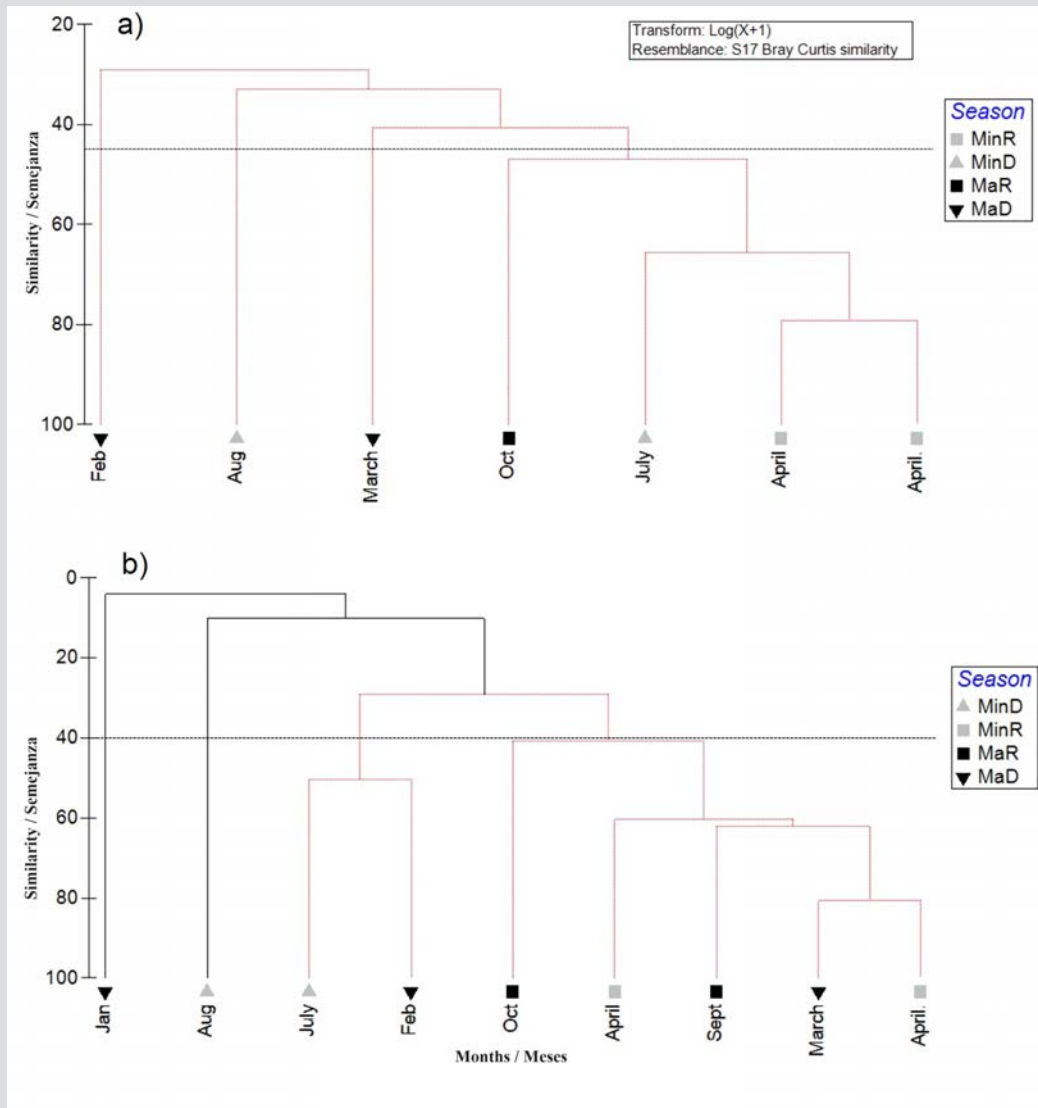 a)
Transform: Log(X+1)
Resemblance: S17 Bray Curtis similarity
20
40
60
80
100
Similarity / Semejanza
Season
MinR
MinD
MaR
MaD
Feb
Aug
March
Oct
July
April
April.
b)
0
20
40
60
80
100
Similarity / Semejanza
Season
MinD
MinR
MaR
MaD
Jan
Aug
July
Feb
Oct
April
Sept
March
April.
Months / Meses